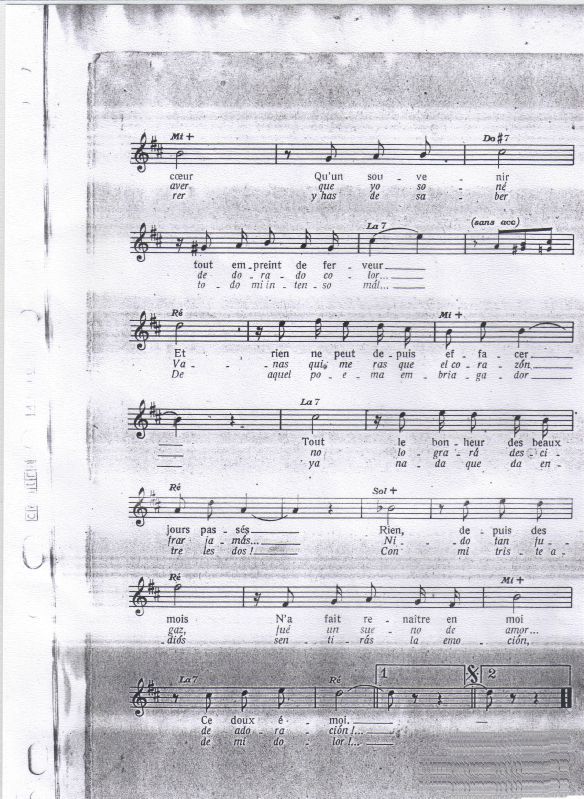 Mi + Do #7
cœur Qu'un sou - ve - nir
aver que yo so - né
rer y has de sa - ber
La 7 (sans acc)
tout em - preint de fer - veur
de - do - ra - do co - lor...
to - do mi in - ten - so mál...
Ré Mi +
Et rien ne peut de - puis ef - fa - cer
Va - nas qui - me - ras que el co - ra - zón
De aquel po - e - ma em - bria - ga - dor
La 7
Tout le bon - heur des beaux
no lo - gra - rá des - ci -
ya na - da que da en -
Ré Sol +
jours pas - sés Rien, de - puis des
frar ja - más... Ni - do tan fu -
tre les dos ! Con mi tris - te a -
Ré Mi +
mois N'a fait re - naître en moi
gaz, fué un sue - no de amor...
diós sen - ti - rás la emo - ción,
La 7 Ré 1 2
Ce doux é - moi.
de ado - ra - ción !...
de mi do - lor !...